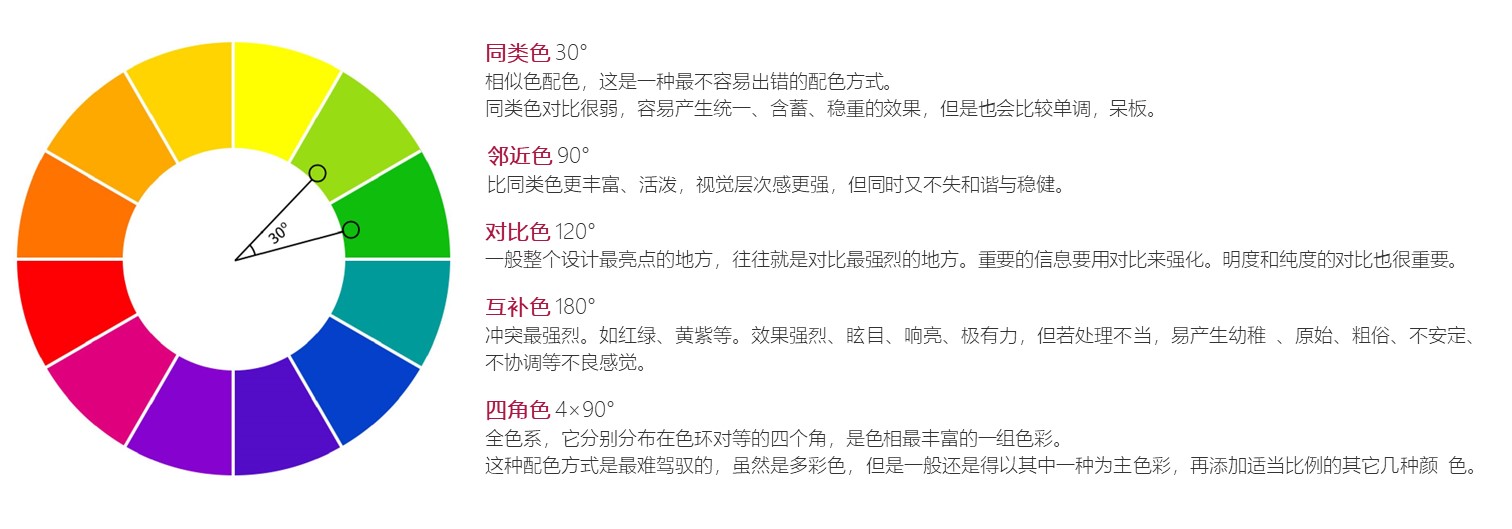 30°
同类色 30°
相似色配色，这是一种最不容易出错的配色方式。
同类色对比很弱，容易产生统一、含蓄、稳重的效果，但是也会比较单调，呆板。
邻近色 90°
比同类色更丰富、活泼，视觉层次感更强，但同时又不失和谐与稳健。
对比色 120°
一般整个设计最亮点的地方，往往就是对比最强烈的地方。重要的信息要用对比来强化。明度和纯度的对比也很重要。
互补色 180°
冲突最强烈。如红绿、黄紫等。效果强烈、眩目、响亮、极有力，但若处理不当，易产生幼稚 、原始、粗俗、不安定、
不协调等不良感觉。
四角色 4×90°
全色系，它分别分布在色环对等的四个角，是色相最丰富的一组色彩。
这种配色方式是最难驾驭的，虽然是多彩色，但是一般还是得以其中一种为主色彩，再添加适当比例的其它几种颜 色。